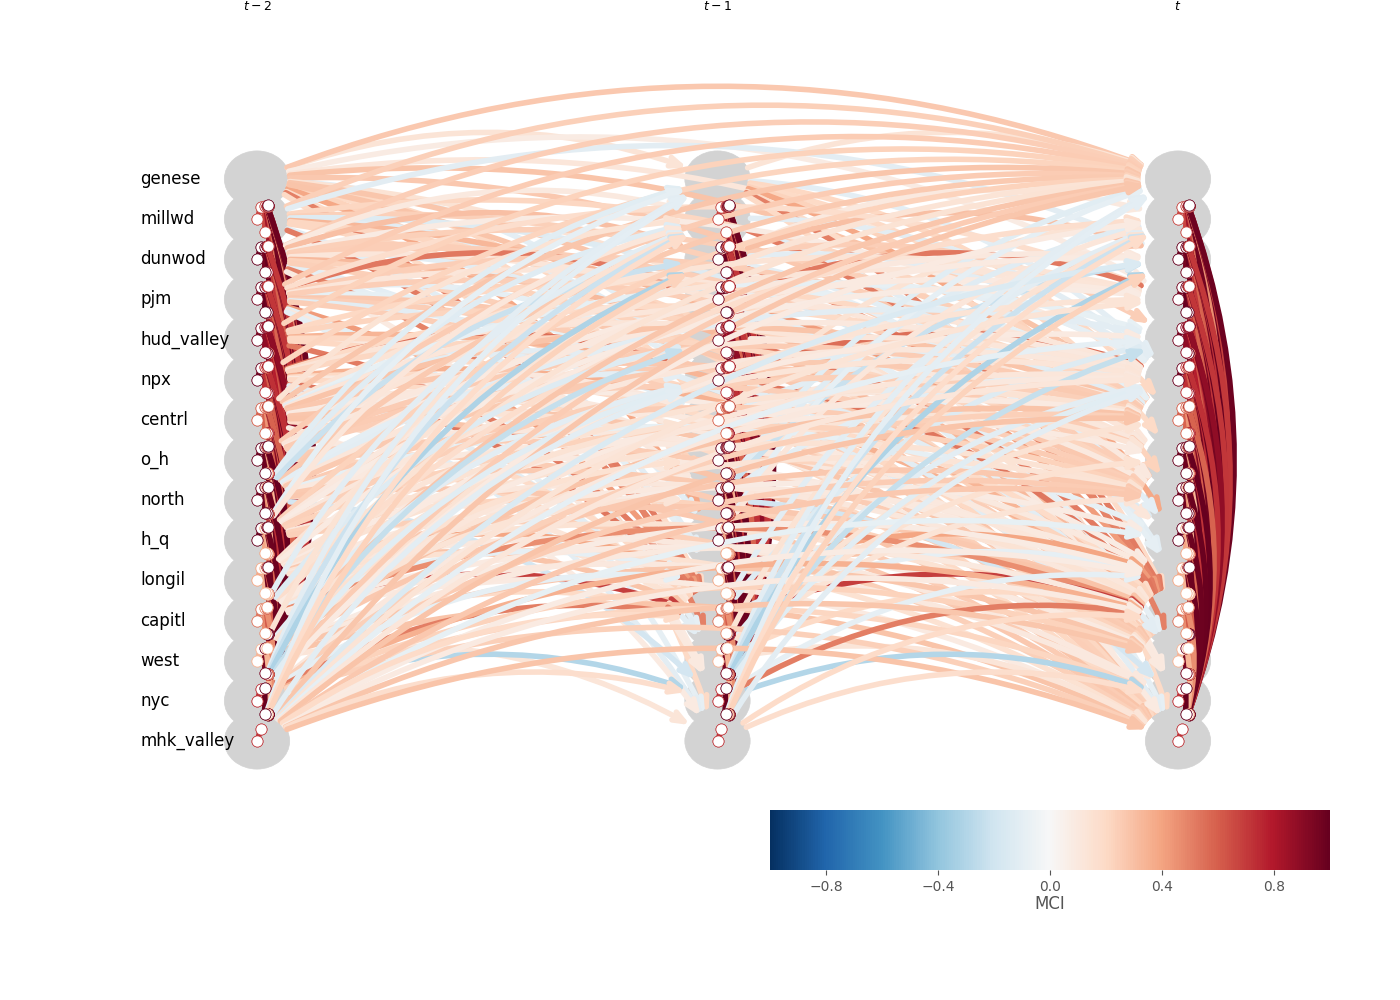 t − 2 t − 1 t
genese
millwd
dunwod
pjm
hud_valley
npx
centrl
o_h
north
h_q
longil
capitl
west
nyc
mhk_valley
−0.8 −0.4 0.0 0.4 0.8
MCI